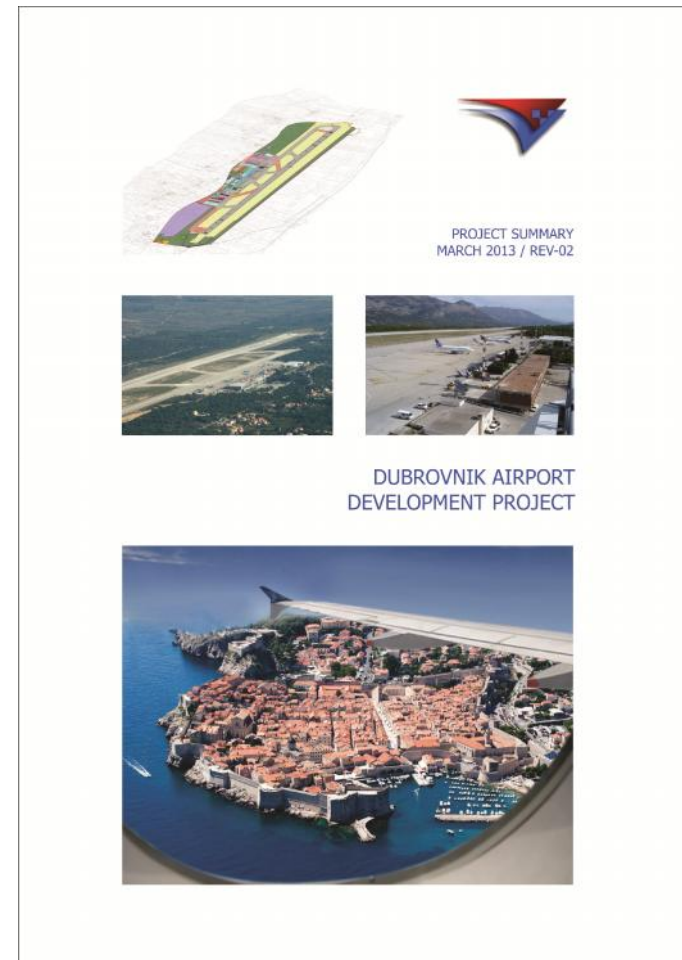 PROJECT SUMMARY
MARCH 2013 / REV-02
DUBROVNIK AIRPORT
DEVELOPMENT PROJECT